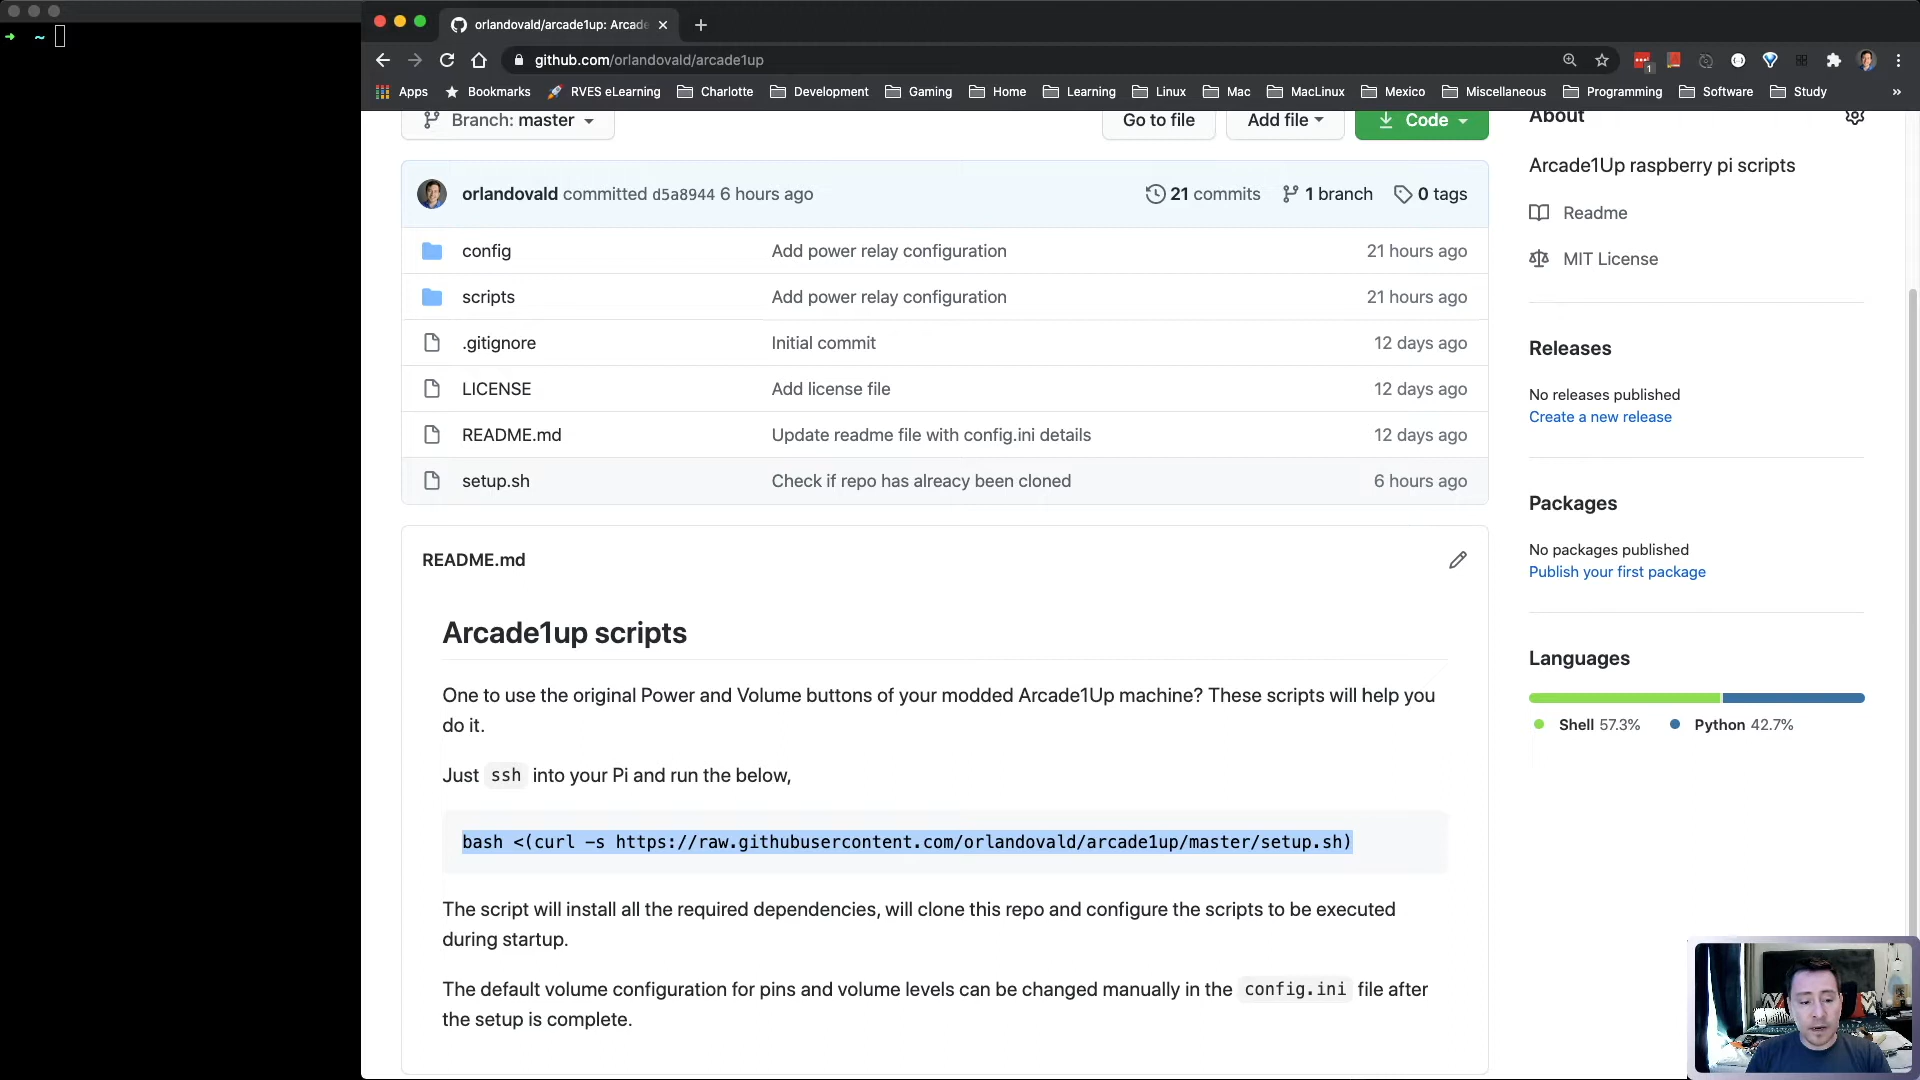 ➜ ~
orlandovald/arcade1up: Arcade
github.com/orlandovald/arcade1up
1
Apps Bookmarks RVES eLearning Charlotte Development Gaming Home Learning Linux Mac MacLinux Mexico Miscellaneous Programming Software Study »
Branch: master
Go to file
Add file
Code
About
Arcade1Up raspberry pi scripts
orlandovald committed d5a8944 6 hours ago
21 commits
1 branch
0 tags
Readme
MIT License
config Add power relay configuration 21 hours ago
scripts Add power relay configuration 21 hours ago
.gitignore Initial commit 12 days ago
LICENSE Add license file 12 days ago
README.md Update readme file with config.ini details 12 days ago
setup.sh Check if repo has alreacy been cloned 6 hours ago
Releases
No releases published
Create a new release
Packages
No packages published
Publish your first package
Languages
Shell 57.3% Python 42.7%
README.md
Arcade1up scripts
One to use the original Power and Volume buttons of your modded Arcade1Up machine? These scripts will help you
do it.
Just ssh into your Pi and run the below,
bash <(curl -s https://raw.githubusercontent.com/orlandovald/arcade1up/master/setup.sh)
The script will install all the required dependencies, will clone this repo and configure the scripts to be executed
during startup.
The default volume configuration for pins and volume levels can be changed manually in the config.ini file after
the setup is complete.